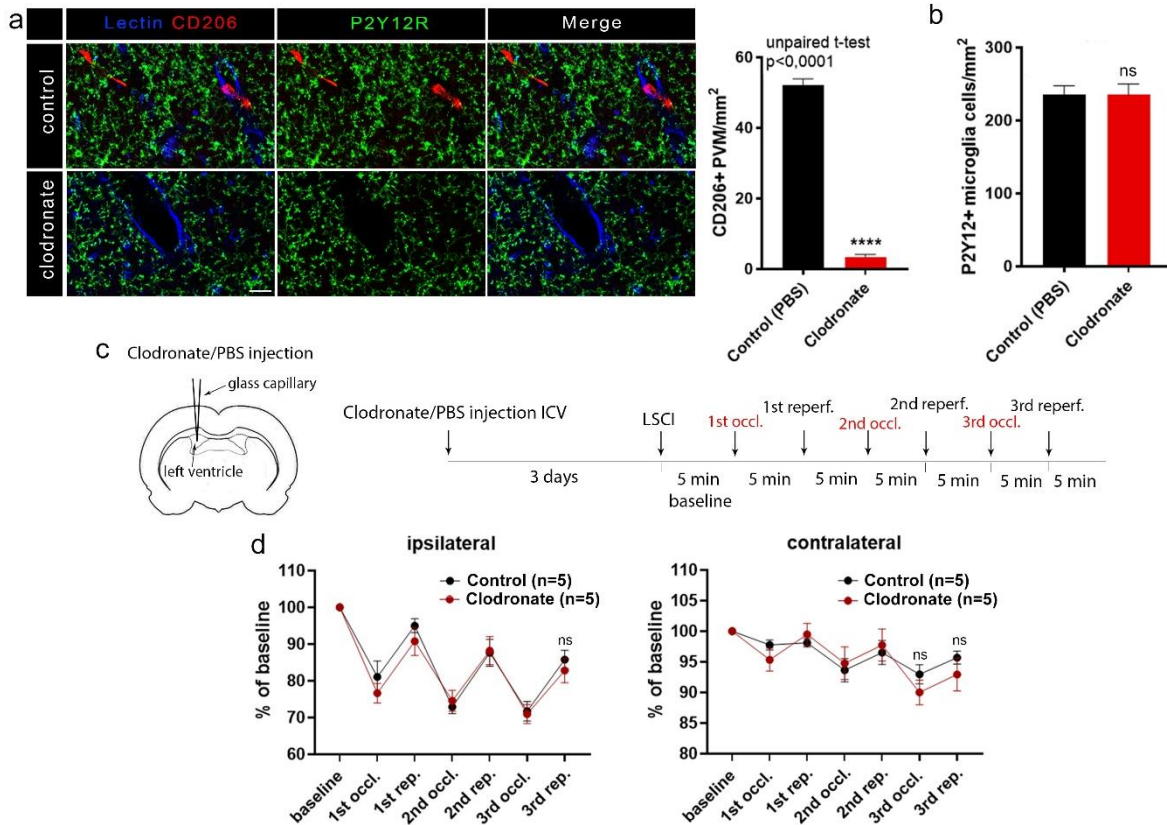 a
Lectin CD206
P2Y12R
Merge
control
clodronate
unpaired t-test
p<0,0001
CD206+ PVM/mm2
60
40
20
0
****
Control (PBS)
Clodronate
b
P2Y12+ microglia cells/mm2
300
200
100
0
ns
Control (PBS)
Clodronate
c
Clodronate/PBS injection
glass capillary
left ventricle
Clodronate/PBS injection ICV
LSCI
1st occl.
1st reperf.
2nd occl.
2nd reperf.
3rd occl.
3rd reperf.
3 days
5 min
baseline
5 min
5 min
5 min
5 min
5 min
5 min
d
ipsilateral
% of baseline
110
100
90
80
70
60
Control (n=5)
Clodronate (n=5)
ns
baseline
1st occl.
1st rep.
2nd occl.
2nd rep.
3rd occl.
3rd rep.
contralateral
% of baseline
110
105
100
95
90
85
80
Control (n=5)
Clodronate (n=5)
ns
ns
baseline
1st occl.
1st rep.
2nd occl.
2nd rep.
3rd occl.
3rd rep.